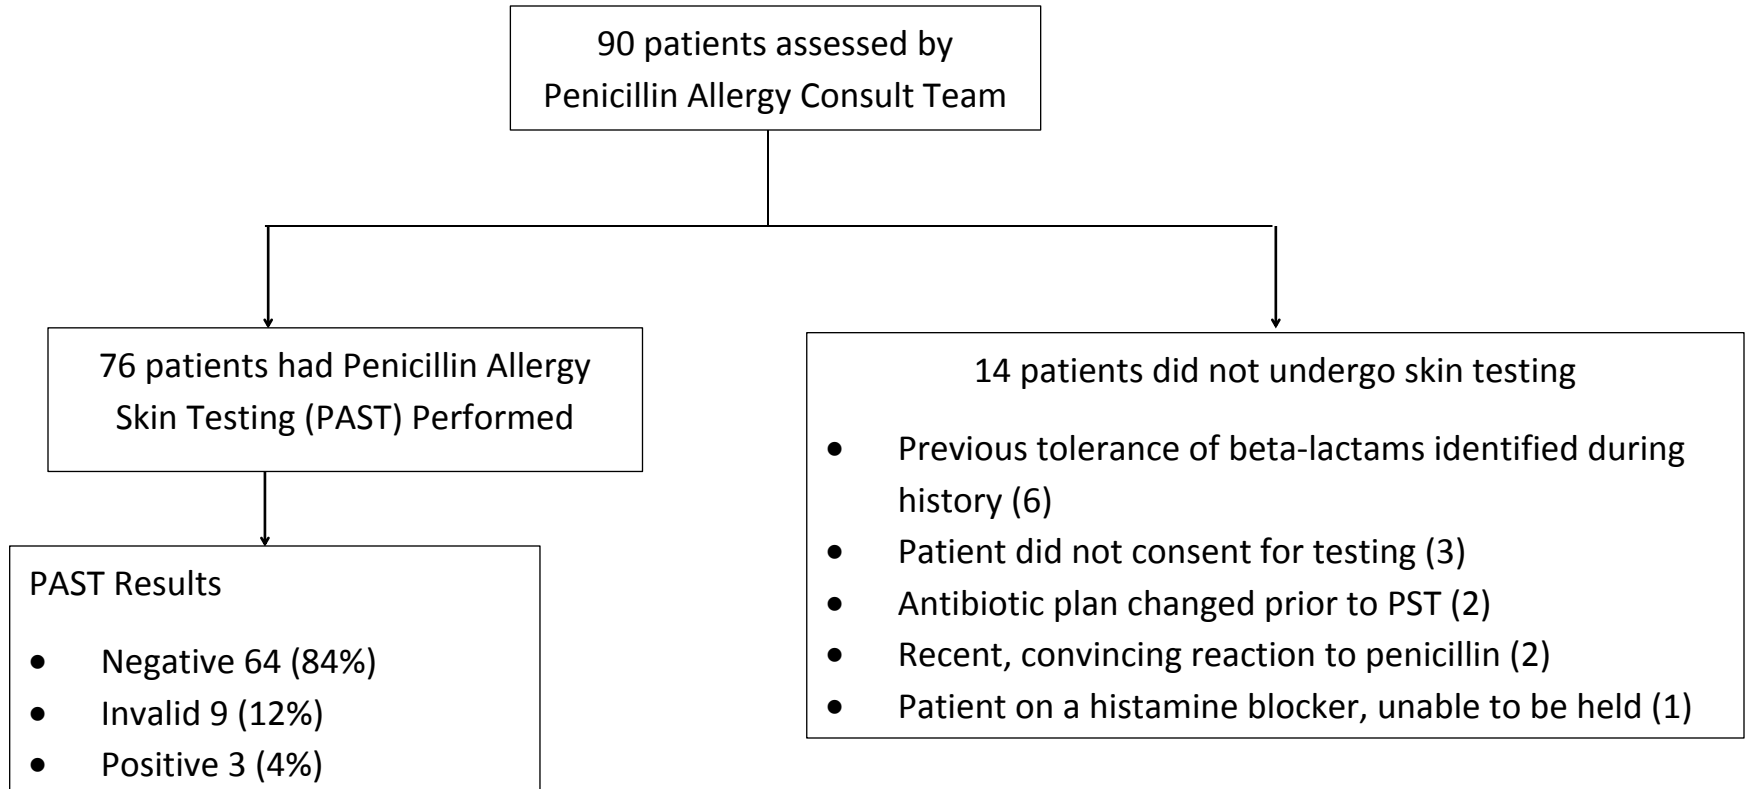 90 patients assessed by
Penicillin Allergy Consult Team
76 patients had Penicillin Allergy
Skin Testing (PAST) Performed
14 patients did not undergo skin testing
• Previous tolerance of beta-lactams identified during
history (6)
• Patient did not consent for testing (3)
• Antibiotic plan changed prior to PST (2)
• Recent, convincing reaction to penicillin (2)
• Patient on a histamine blocker, unable to be held (1)
PAST Results
• Negative 64 (84%)
• Invalid 9 (12%)
• Positive 3 (4%)